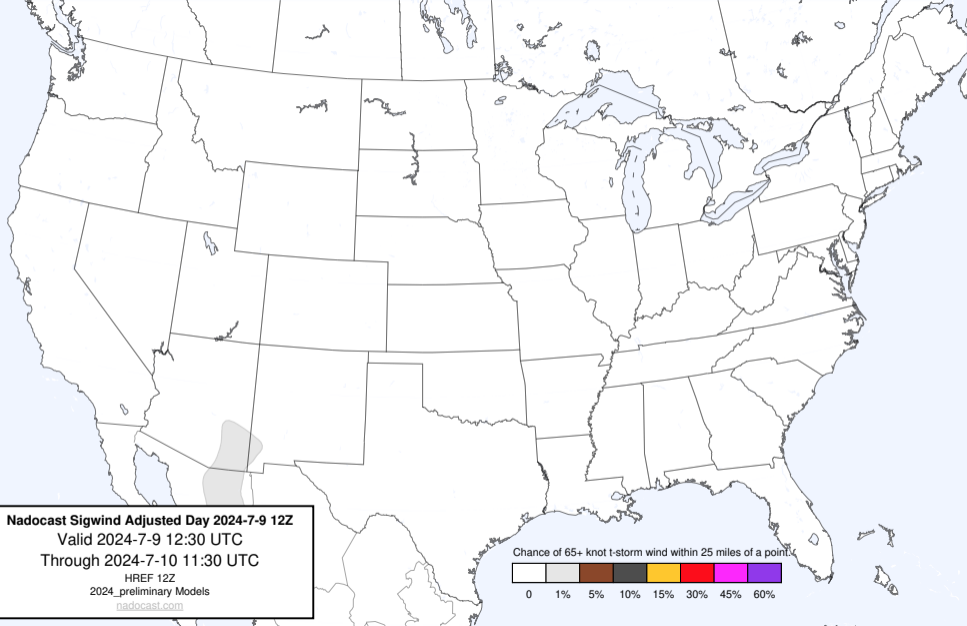 Nadocast Sigwind Adjusted Day 2024-7-9 12Z
Valid 2024-7-9 12:30 UTC
Through 2024-7-10 11:30 UTC
HREF 12Z
2024_preliminary Models
nadocast.com
Chance of 65+ knot t-storm wind within 25 miles of a point.
0 1% 5% 10% 15% 30% 45% 60%